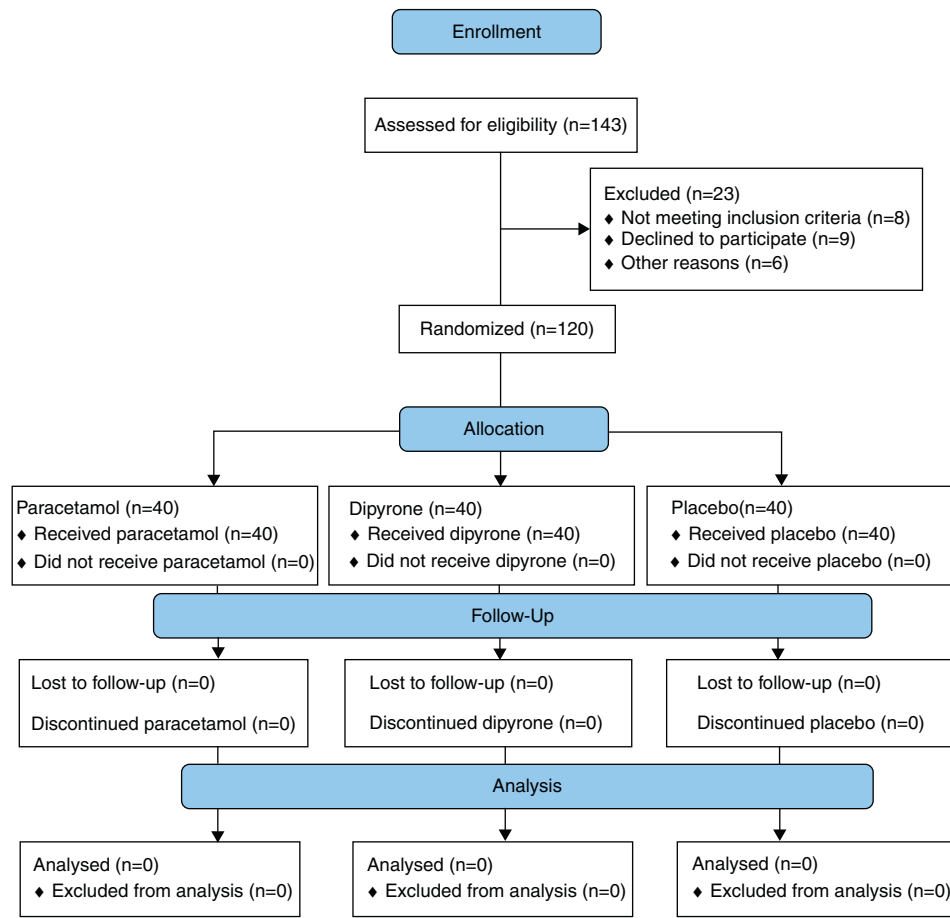 Enrollment
Assessed for eligibility (n=143)
Excluded (n=23)
♦ Not meeting inclusion criteria (n=8)
♦ Declined to participate (n=9)
♦ Other reasons (n=6)
Randomized (n=120)
Allocation
Paracetamol (n=40)
♦ Received paracetamol (n=40)
♦ Did not receive paracetamol (n=0)
Dipyrone (n=40)
♦ Received dipyrone (n=40)
♦ Did not receive dipyrone (n=0)
Placebo(n=40)
♦ Received placebo (n=40)
♦ Did not receive placebo (n=0)
Follow-Up
Lost to follow-up (n=0)
Discontinued paracetamol (n=0)
Lost to follow-up (n=0)
Discontinued dipyrone (n=0)
Lost to follow-up (n=0)
Discontinued placebo (n=0)
Analysis
Analysed (n=0)
♦ Excluded from analysis (n=0)
Analysed (n=0)
♦ Excluded from analysis (n=0)
Analysed (n=0)
♦ Excluded from analysis (n=0)